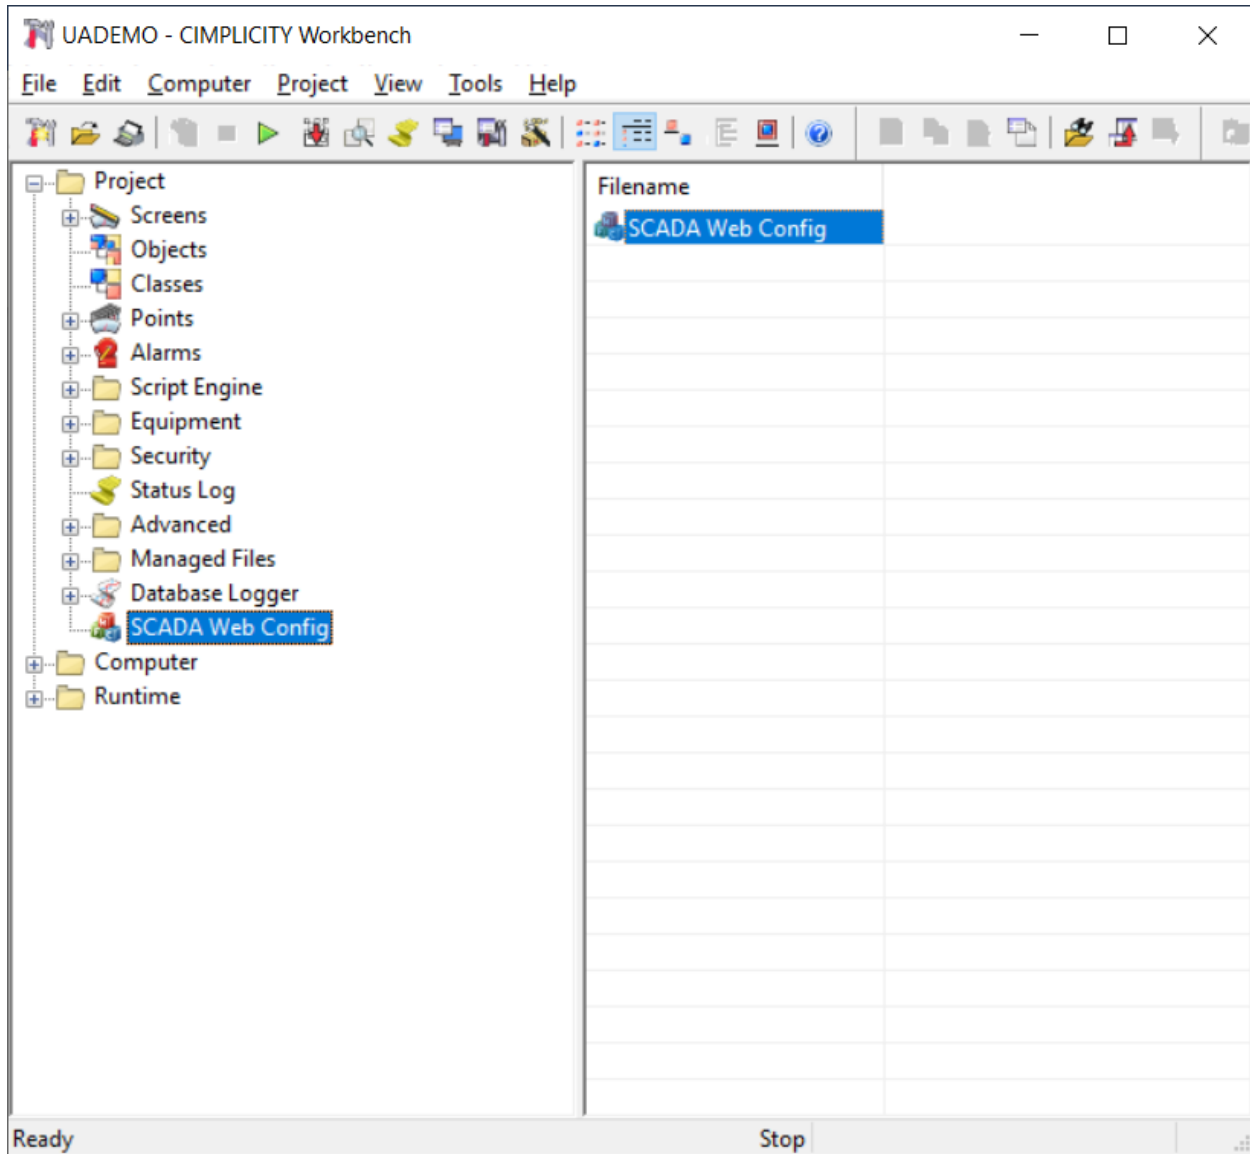 UADEMO - CIMPLICITY Workbench
File Edit Computer Project View Tools Help
Project
Screens
Objects
Classes
Points
Alarms
Script Engine
Equipment
Security
Status Log
Advanced
Managed Files
Database Logger
SCADA Web Config
Computer
Runtime
Filename
SCADA Web Config
Ready Stop